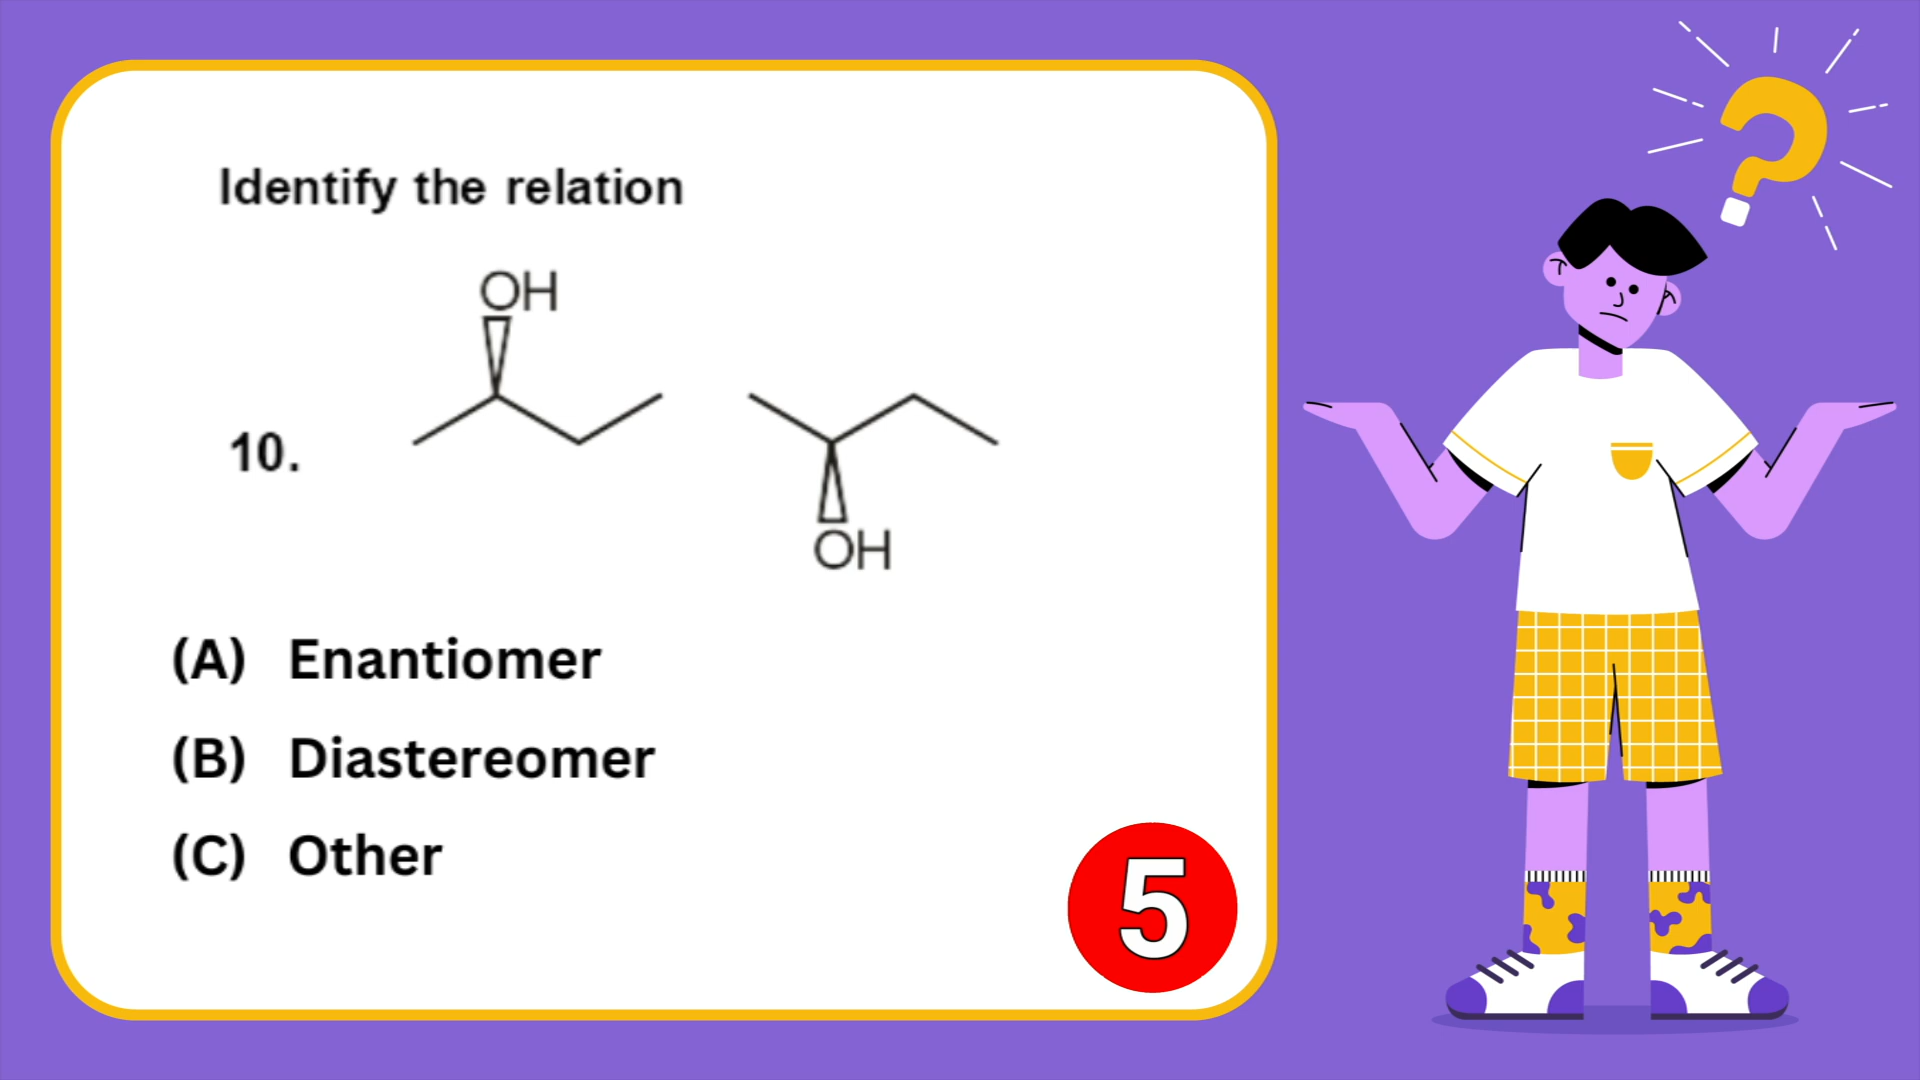 Identify the relation
OH
10.
OH
(A) Enantiomer
(B) Diastereomer
(C) Other
5